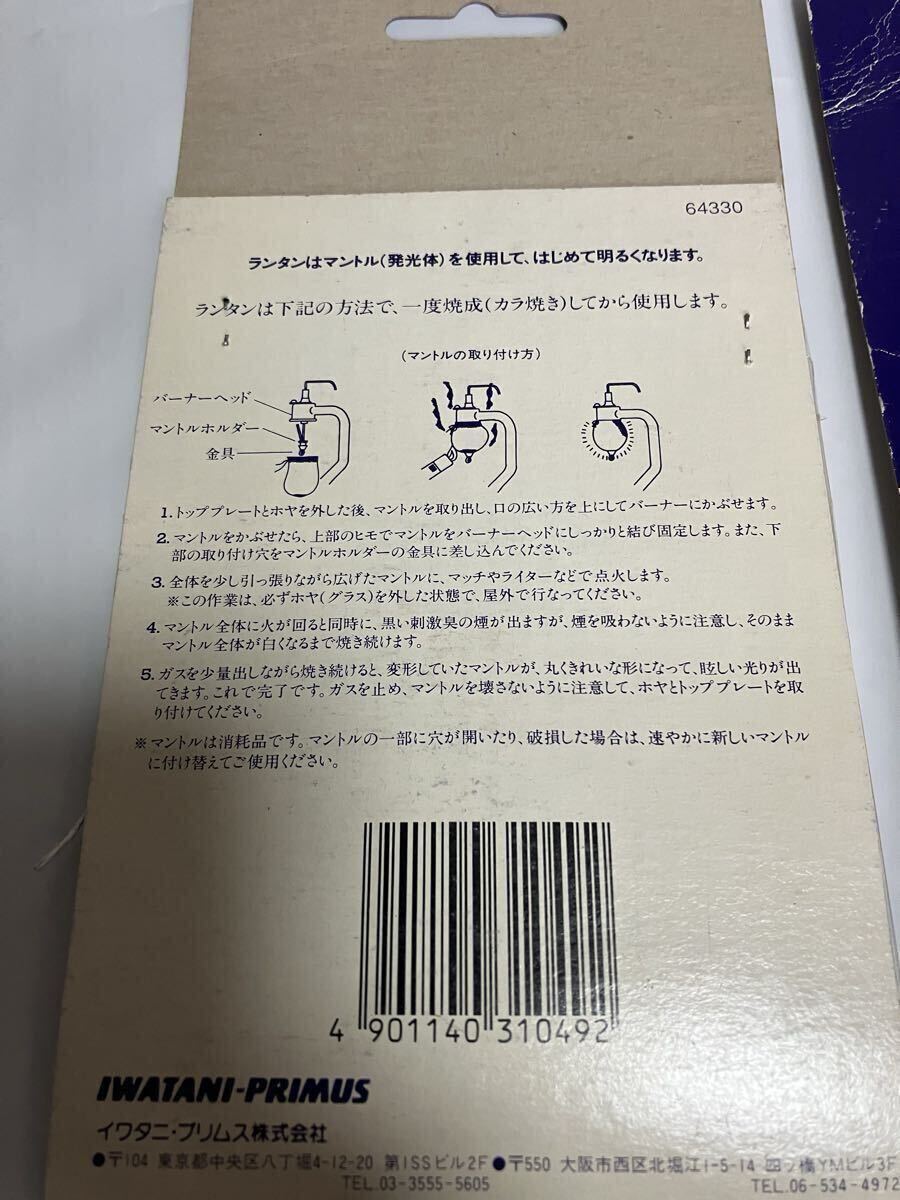 64330
ランタンはマントル(発光体)を使用して、はじめて明るくなります。
ランタンは下記の方法で、一度焼成(カラ焼き)してから使用します。
(マントルの取り付け方)
バーナーヘッド
マントルホルダー
金具
1.トッププレートとホヤを外した後、マントルを取り出し、口の広い方を上にしてバーナーにかぶせます。
2.マントルをかぶせたら、上部のヒモでマントルをバーナーヘッドにしっかりと結び固定します。また、下
部の取り付け穴をマントルホルダーの金具に差し込んでください。
3.全体を少し引っ張りながら広げたマントルに、マッチやライターなどで点火します。
※この作業は、必ずホヤ(グラス)を外した状態で、屋外で行なってください。
4.マントル全体に火が回ると同時に、黒い刺激臭の煙が出ますが、煙を吸わないように注意し、そのまま
マントル全体が白くなるまで焼き続けます。
5.ガスを少量出しながら焼き続けると、変形していたマントルが、丸くきれいな形になって、眩しい光りが出
てきます。これで完了です。ガスを止め、マントルを壊さないように注意して、ホヤとトッププレートを取
り付けてください。
※マントルは消耗品です。マントルの一部に穴が開いたり、破損した場合は、速やかに新しいマントル
に付け替えてご使用ください。
4 901140 310492
IWATANI-PRIMUS
イワタニ・プリムス株式会社
●〒104 東京都中央区八丁堀4-12-20 第1SSビル2F ●〒550 大阪市西区北堀江1-5-14 四ツ橋YMビル3F
TEL.03-3555-5605 TEL.06-534-4972